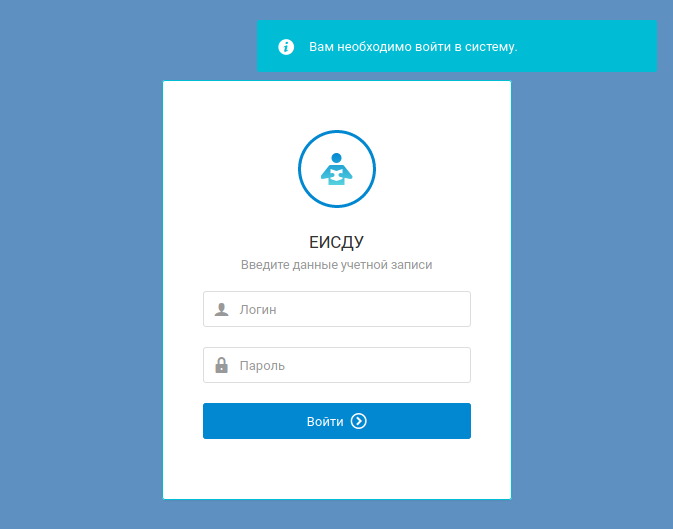 Вам необходимо войти в систему.
ЕИСДУ
Введите данные учетной записи
Логин
Пароль
Войти